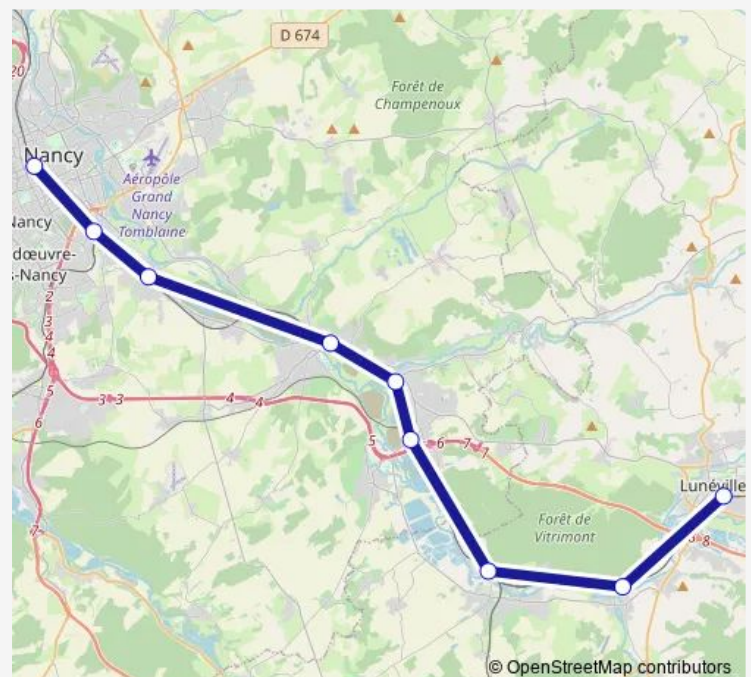 D 674
20
Forêt de
Champenoux
Nancy
Aéropôle
Grand
Nancy
Tomblaine
Nancy
dœuvre-
s-Nancy
2
3
4
4
5
6
7
3 3
4 4
5
6 7 7
Lunéville
Forêt de
Vitrimont
8
© OpenStreetMap contributors